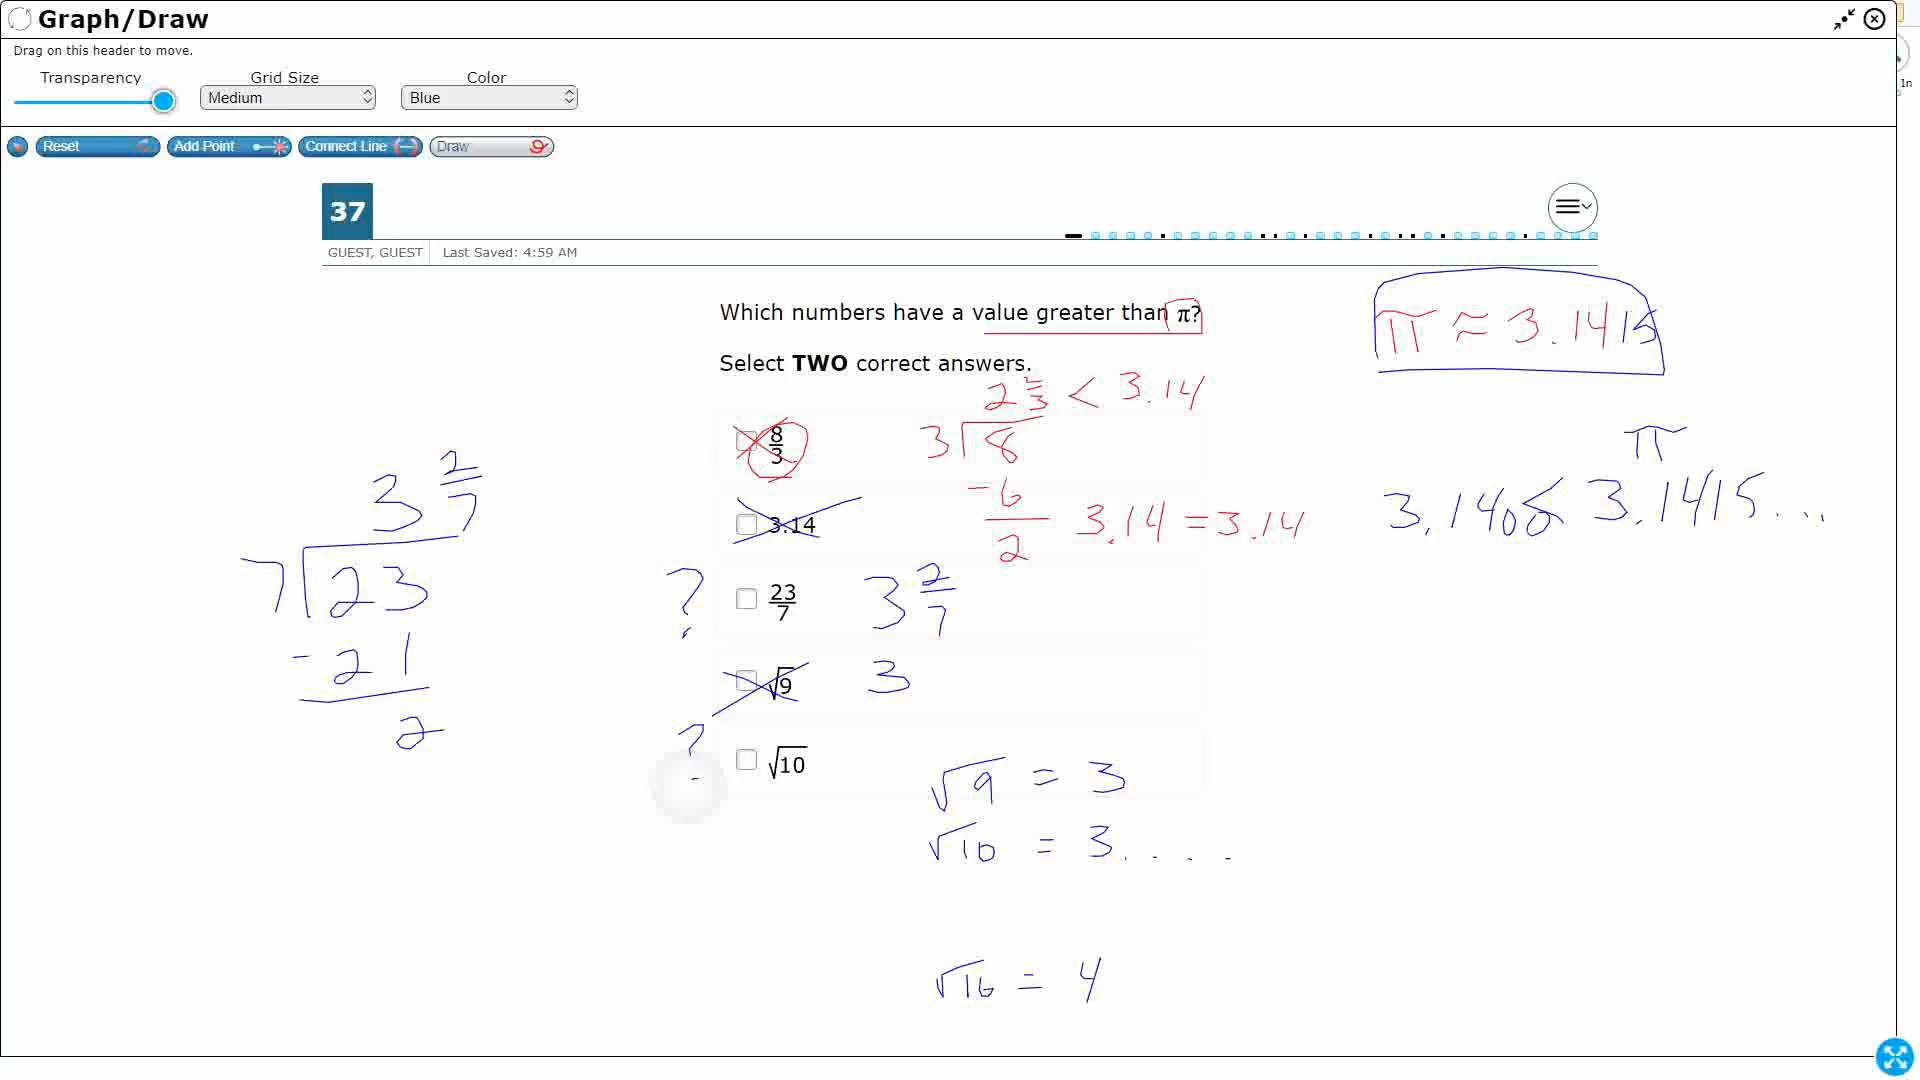 Graph/Draw
Drag on this header to move.
Transparency Grid Size Color
Medium Blue
1n
Reset Add Point Connect Line Draw
37
GUEST, GUEST Last Saved: 4:59 AM
Which numbers have a value greater than π?
π ≈ 3.1415
Select TWO correct answers.
2 2/3 < 3.14
8/3
3 8
- 6
2
3.14
3.14 = 3.14
π
3.140 < 3.1415...
3 2/7
7 23
- 21
2
? 23/7 3 2/7
√9 3
? √10
√9 = 3
√10 = 3. . . .
√16 = 4